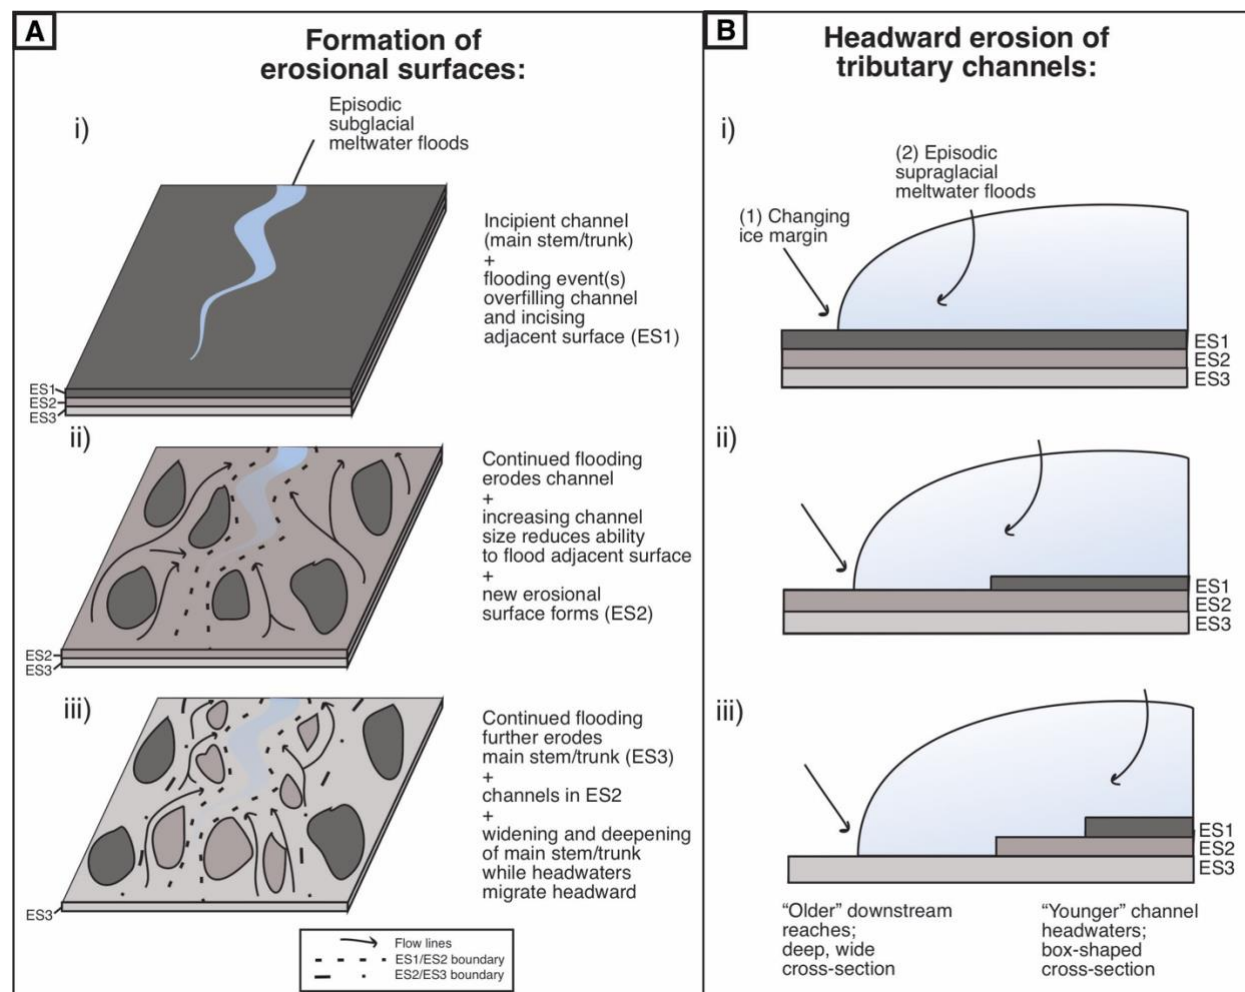 A
Formation of
erosional surfaces:
i)
Episodic
subglacial
meltwater floods
Incipient channel
(main stem/trunk)
+
flooding event(s)
overfilling channel
and incising
adjacent surface (ES1)
ES1
ES2
ES3
ii)
Continued flooding
erodes channel
+
increasing channel
size reduces ability
to flood adjacent surface
+
new erosional
surface forms (ES2)
ES2
ES3
iii)
Continued flooding
further erodes
main stem/trunk (ES3)
+
channels in ES2
+
widening and deepening
of main stem/trunk
while headwaters
migrate headward
ES3
Flow lines
ES1/ES2 boundary
ES2/ES3 boundary
B
Headward erosion of
tributary channels:
i)
(2) Episodic
supraglacial
meltwater floods
(1) Changing
ice margin
ES1
ES2
ES3
ii)
ES1
ES2
ES3
iii)
ES1
ES2
ES3
“Older” downstream
reaches;
deep, wide
cross-section
“Younger” channel
headwaters;
box-shaped
cross-section